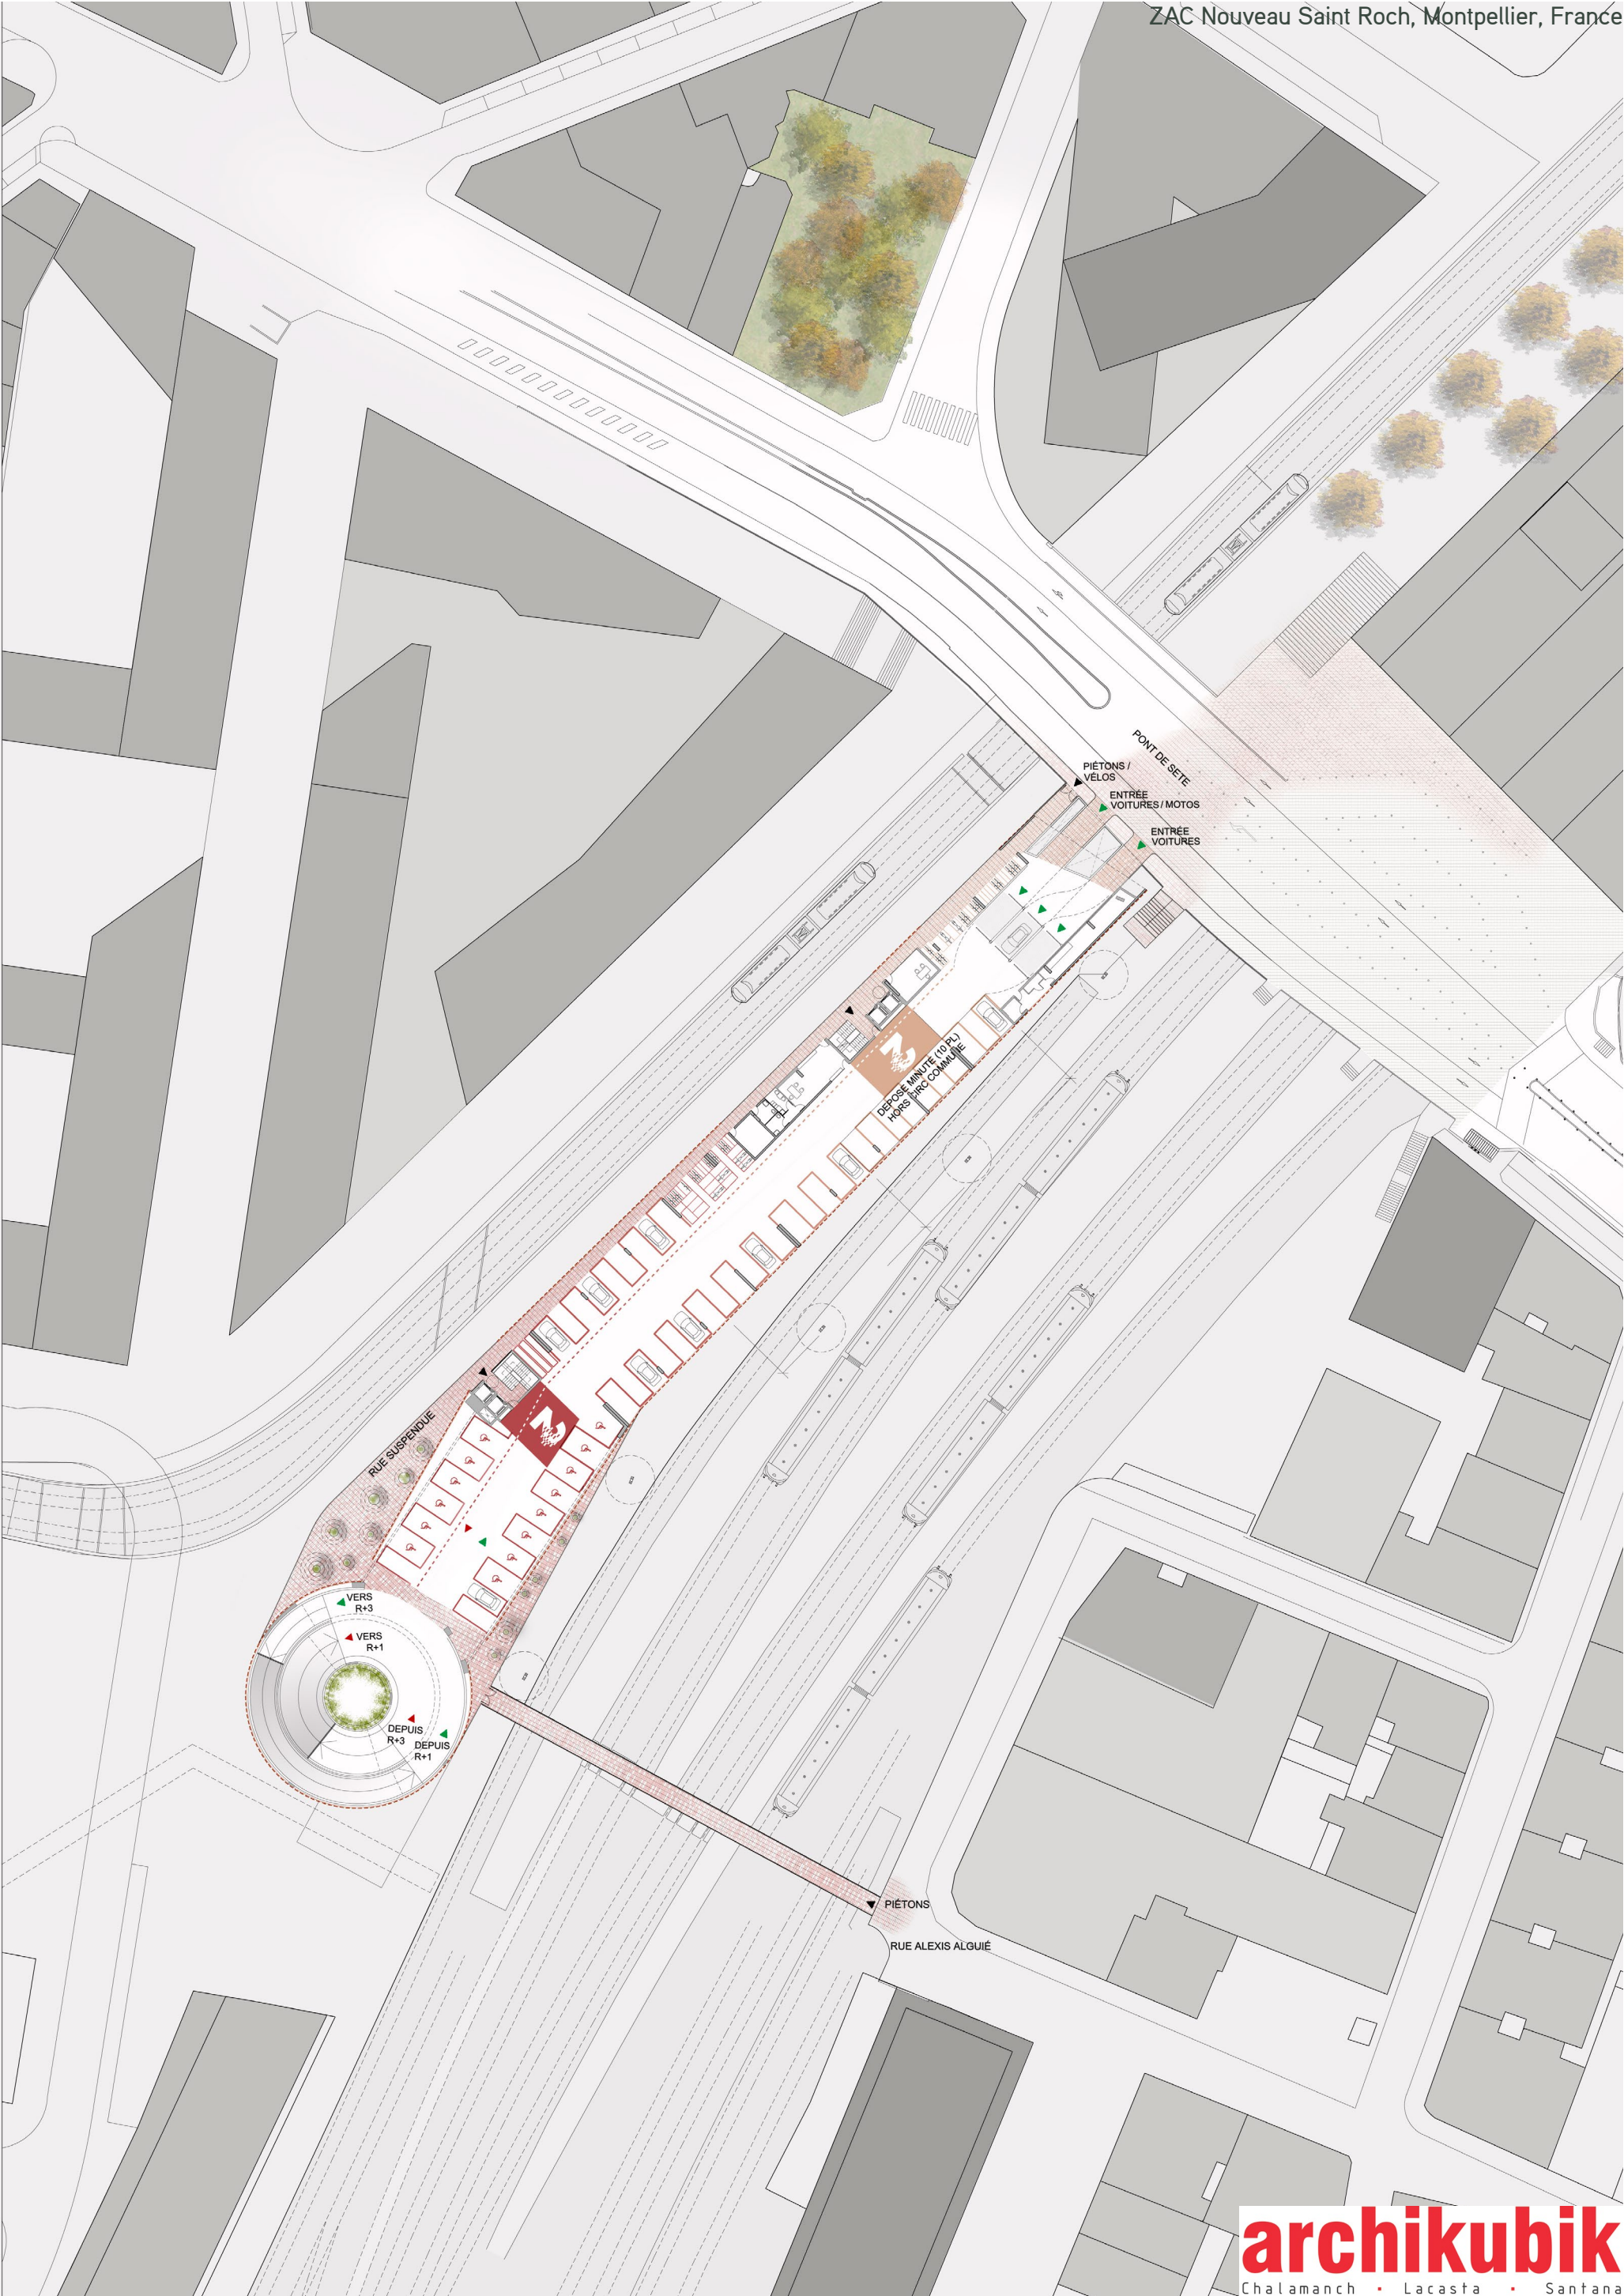 ZAC Nouveau Saint Roch, Montpellier, France
PONT DE SETE
PIÉTONS /
VÉLOS
ENTRÉE
VOITURES / MOTOS
ENTRÉE
VOITURES
2
DEPOSE MINUTE (10 PL)
HORS CIRC COMMUNE
2
RUE SUSPENDUE
VERS
R+3
VERS
R+1
DEPUIS
R+3
DEPUIS
R+1
PIÉTONS
RUE ALEXIS ALGUIÉ
archikubik
Chalamanch · Lacasta · Santana